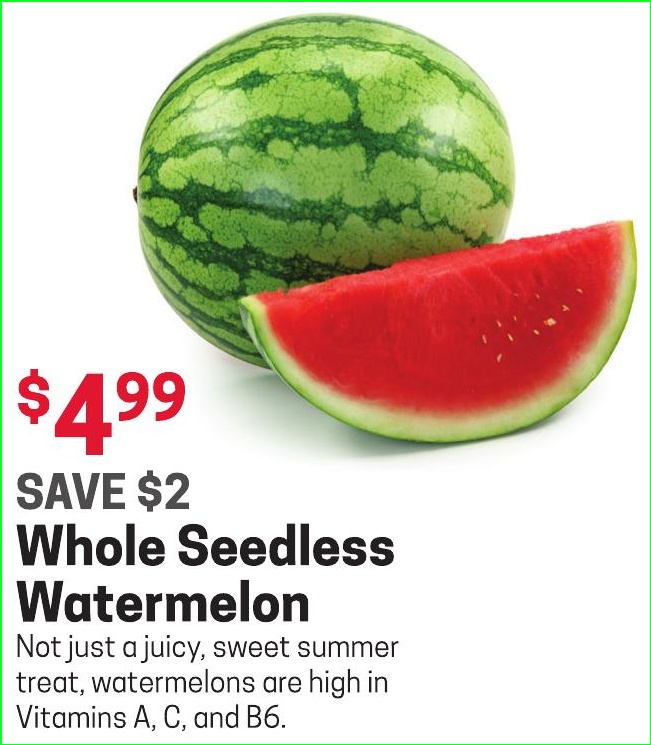 $4.99
SAVE $2
Whole Seedless
Watermelon
Not just a juicy, sweet summer
treat, watermelons are high in
Vitamins A, C, and B6.